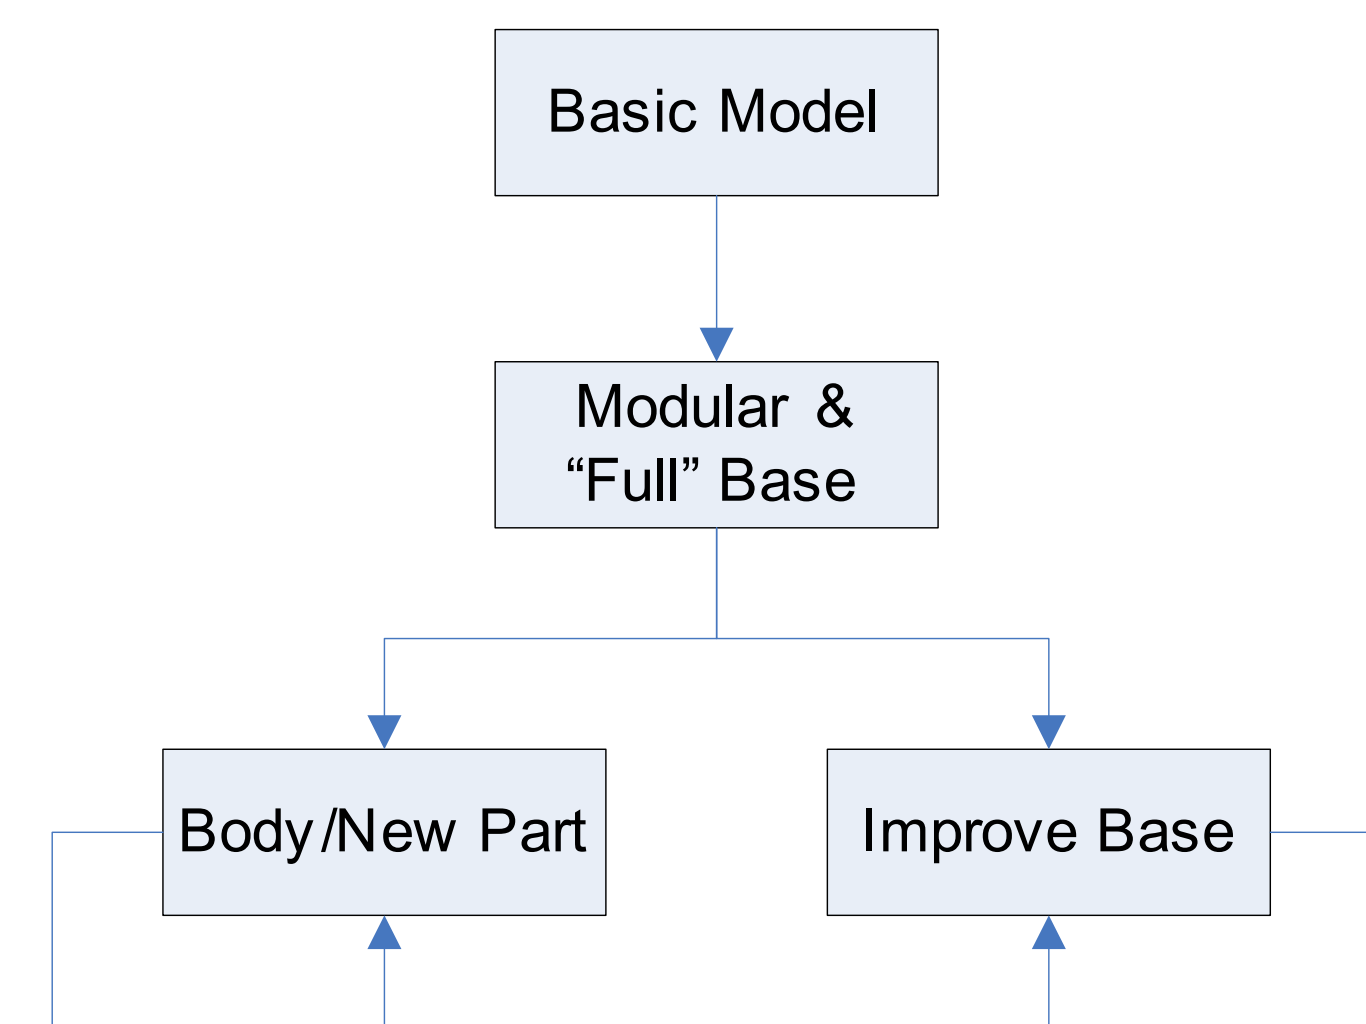 Basic Model
Modular &
“Full” Base
Body/New Part
Improve Base